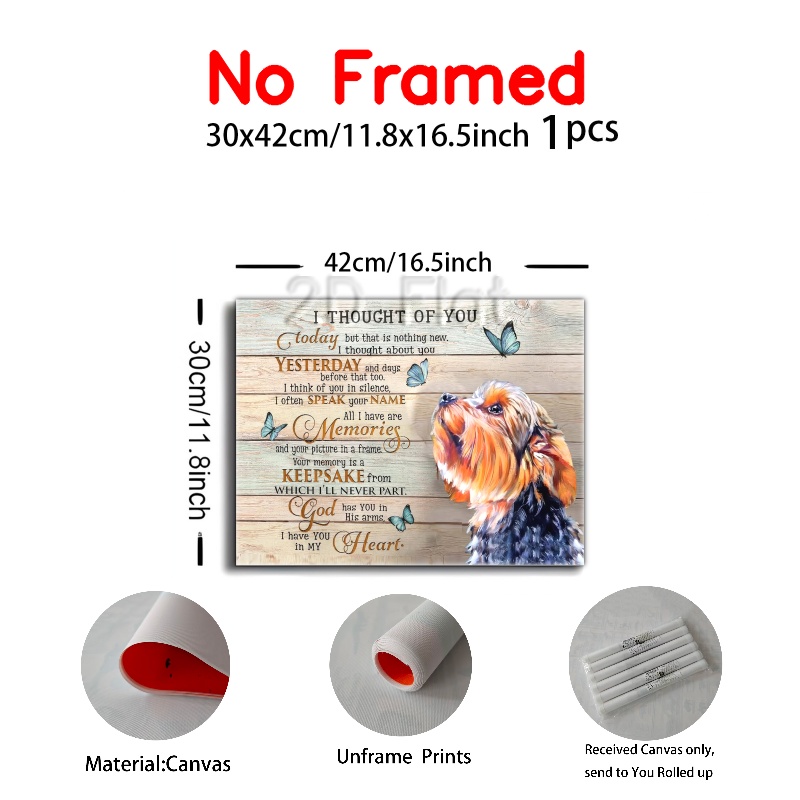 No Framed
30x42cm/11.8x16.5inch 1pcs
42cm/16.5inch
2D Flat
30cm/11.8inch
I THOUGHT OF YOU
today but that is nothing new.
I thought about you
YESTERDAY and days
before that too.
I think of you in silence,
I often SPEAK your NAME
All I have are
Memories
and your picture in a frame.
Your memory is a
KEEPSAKE from
WHICH I'LL NEVER PART.
God HAS YOU IN
HIS ARMS,
I HAVE YOU
IN MY Heart.
Material:Canvas
Unframe Prints
Received Canvas only,
send to You Rolled up